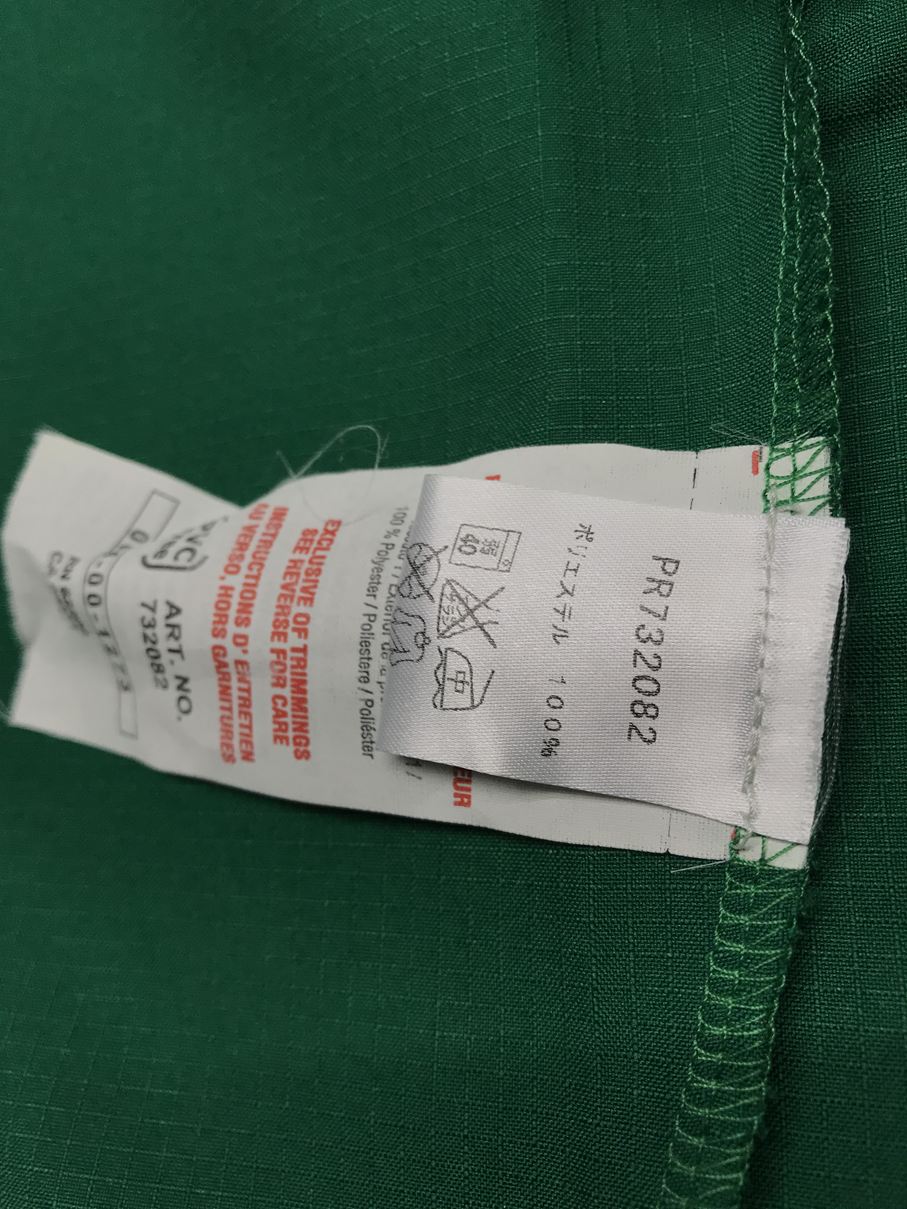 PR732082
ポリエステル 100%
弱
40
中
EUR
100 % Polyester / Poliestere / Poliéster
EXCLUSIVE OF TRIMMINGS
SEE REVERSE FOR CARE
INSTRUCTIONS D' ENTRETIEN
AU VERSO, HORS GARNITURES
ART. NO.
732082